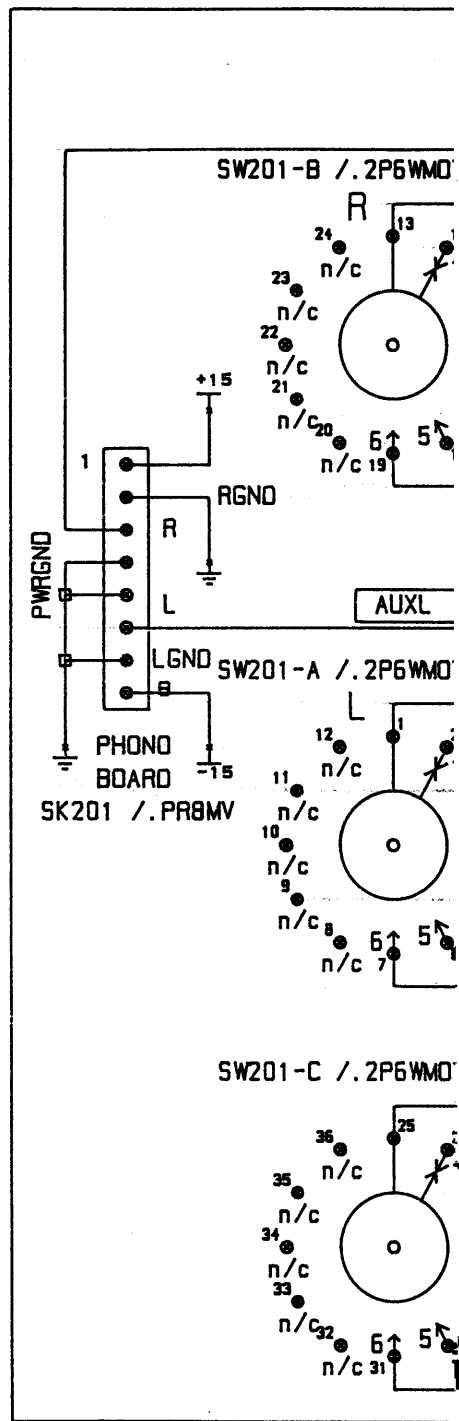 SW201-B /.2P6WMO
R
24
13
n/c
23
n/c
22
n/c
21
+15
n/c
20
n/c
6
19
5
1
RGND
R
PWRGND
L
AUXL
LGND
8
SW201-A /.2P6WMO
L
12
1
2
n/c
PHONO
BOARD
-15
SK201 /.PR8MV
11
n/c
10
n/c
9
n/c
8
n/c
6
7
5
SW201-C /.2P6WMO
36
25
n/c
35
n/c
34
n/c
33
n/c
32
n/c
6
31
5